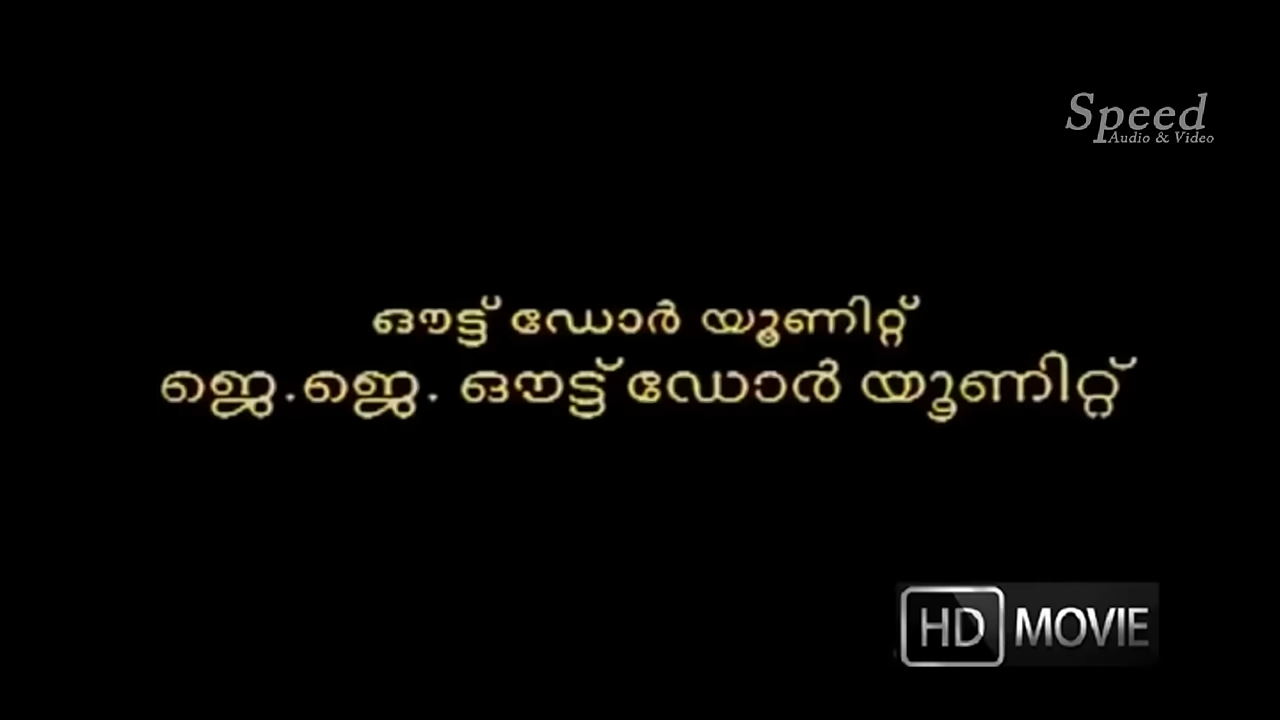 Speed
Audio & Video
ഔട്ട് ഡോർ യൂണിറ്റ്
ജെ.ജെ. ഔട്ട് ഡോർ യൂണിറ്റ്
HD MOVIE